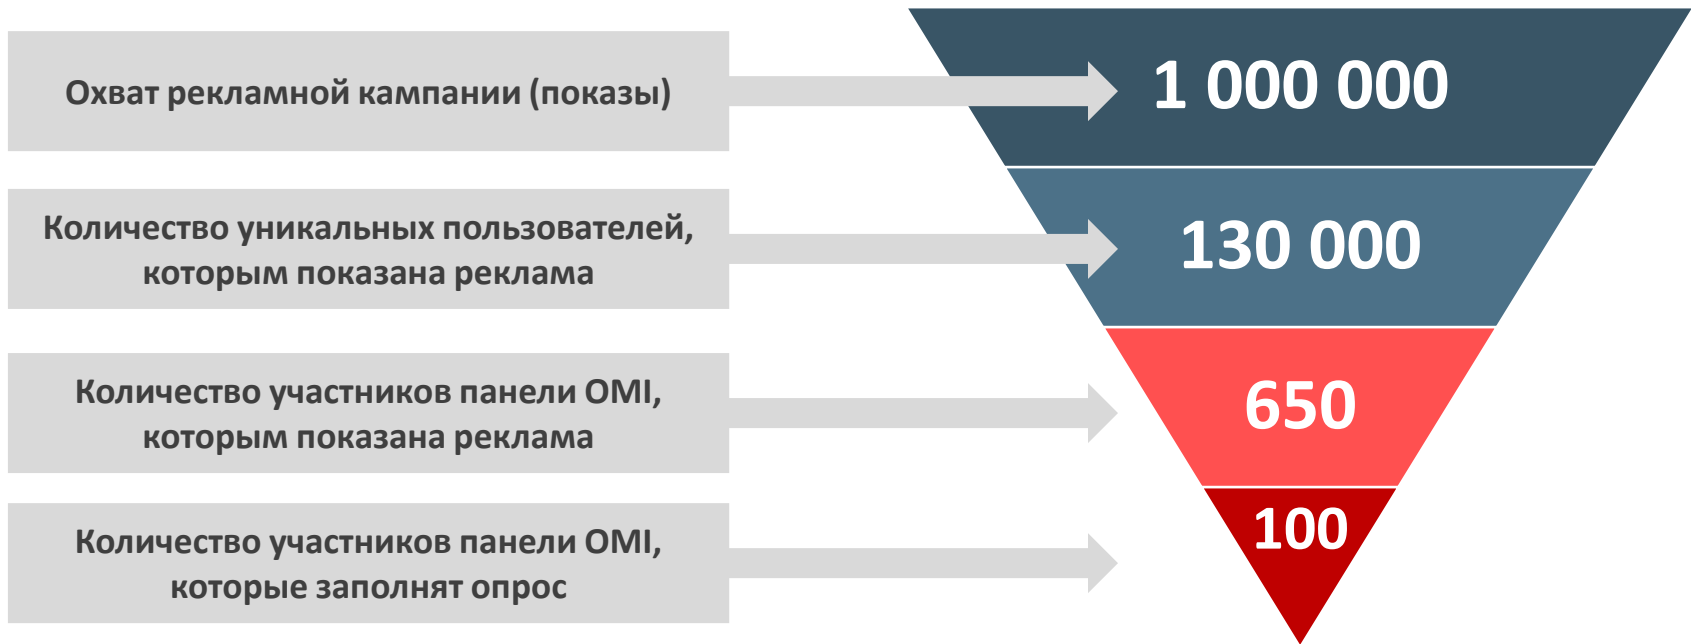 Охват рекламной кампании (показы)
1 000 000
Количество уникальных пользователей,
которым показана реклама
130 000
Количество участников панели OMI,
которым показана реклама
650
Количество участников панели OMI,
которые заполнят опрос
100